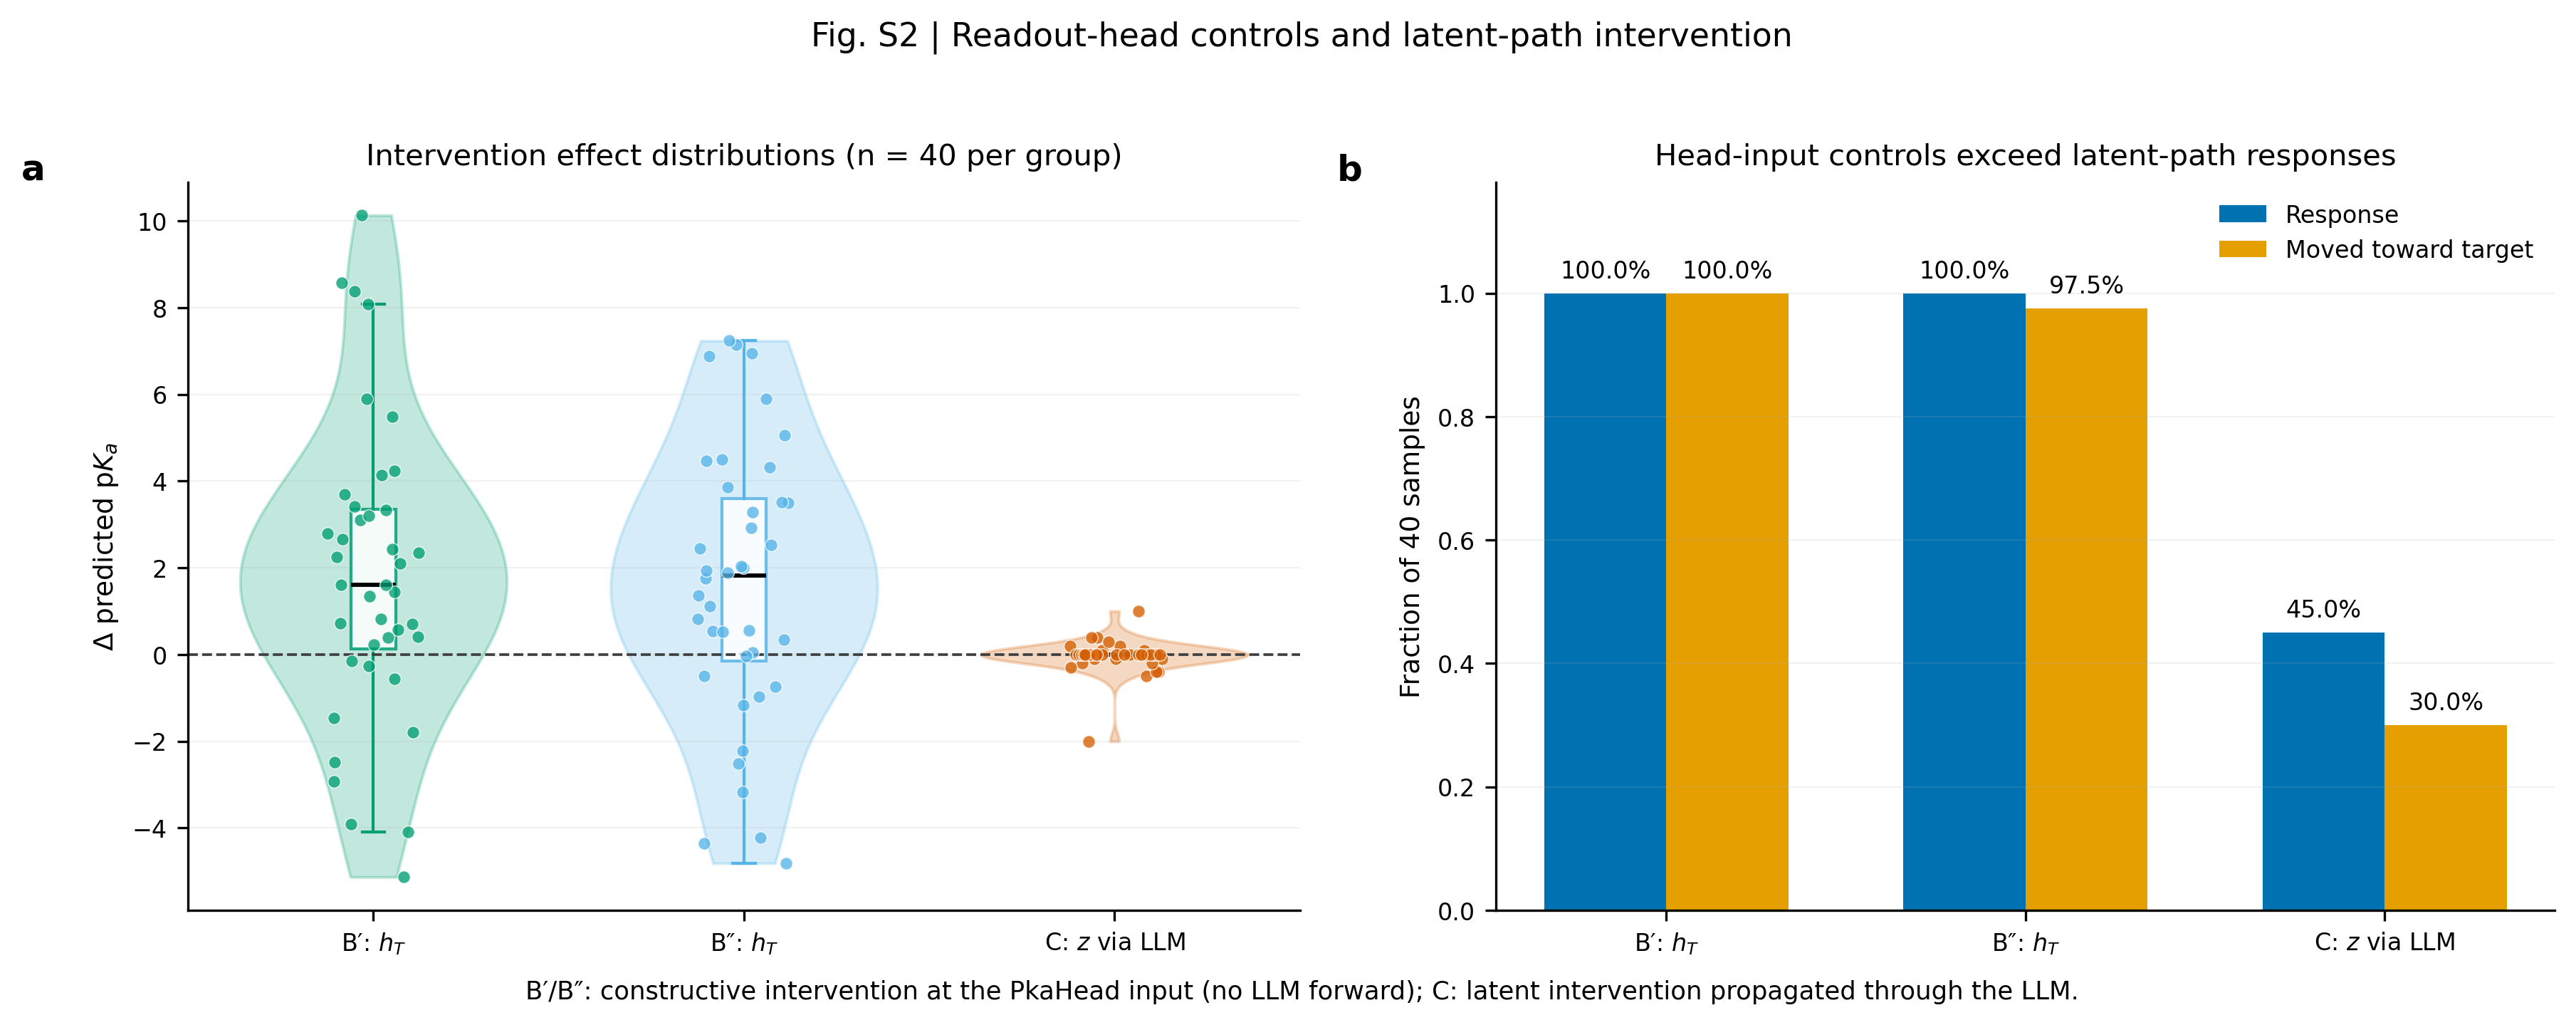 Fig. S2 | Readout-head controls and latent-path intervention
a
Intervention effect distributions (n = 40 per group)
Δ predicted pKₐ
10
8
6
4
2
0
−2
−4
B′: h_T
B″: h_T
C: z via LLM
b
Head-input controls exceed latent-path responses
Response
Moved toward target
Fraction of 40 samples
1.0
0.8
0.6
0.4
0.2
0.0
100.0%
100.0%
100.0%
97.5%
45.0%
30.0%
B′: h_T
B″: h_T
C: z via LLM
B′/B″: constructive intervention at the PkaHead input (no LLM forward); C: latent intervention propagated through the LLM.